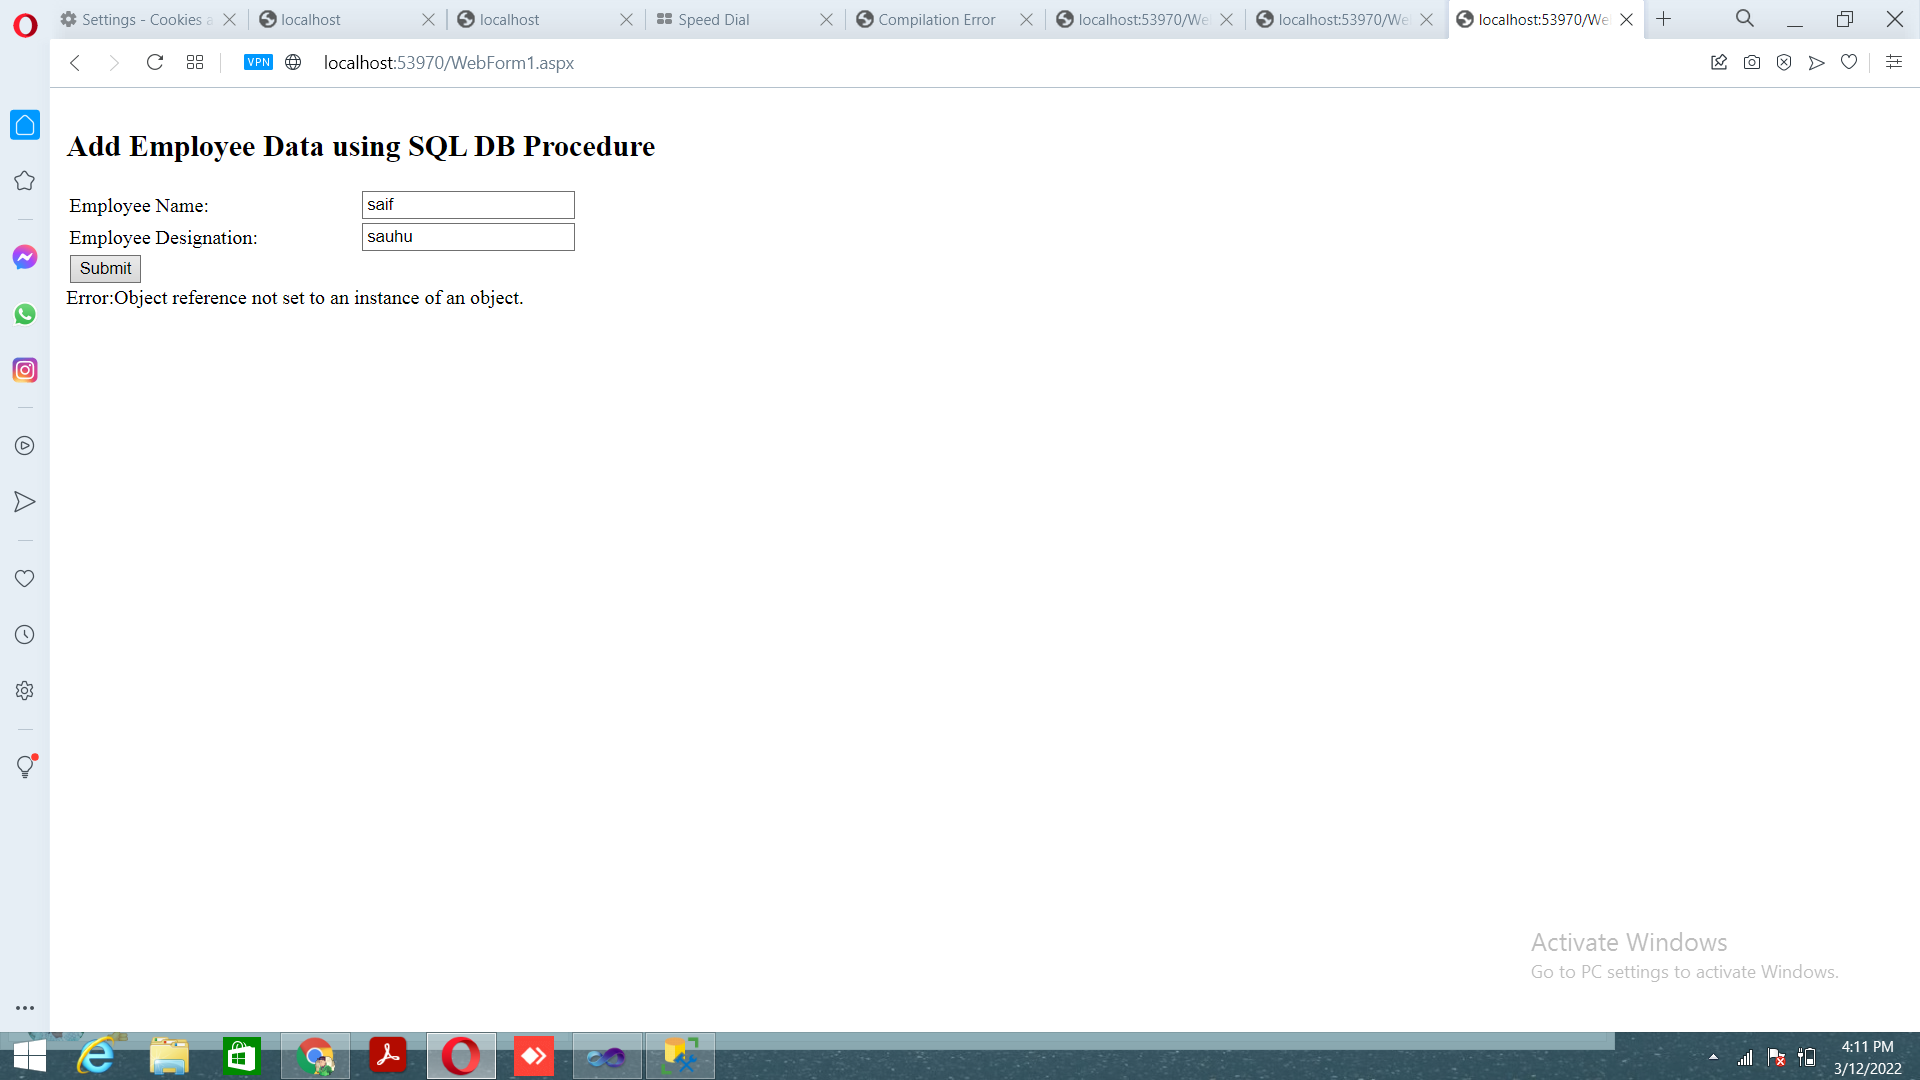 Settings - Cookies a
localhost
localhost
Speed Dial
Compilation Error
localhost:53970/We
localhost:53970/We
localhost:53970/We
VPN
localhost:53970/WebForm1.aspx
Add Employee Data using SQL DB Procedure
Employee Name: saif
Employee Designation: sauhu
Submit
Error:Object reference not set to an instance of an object.
Activate Windows
Go to PC settings to activate Windows.
4:11 PM
3/12/2022